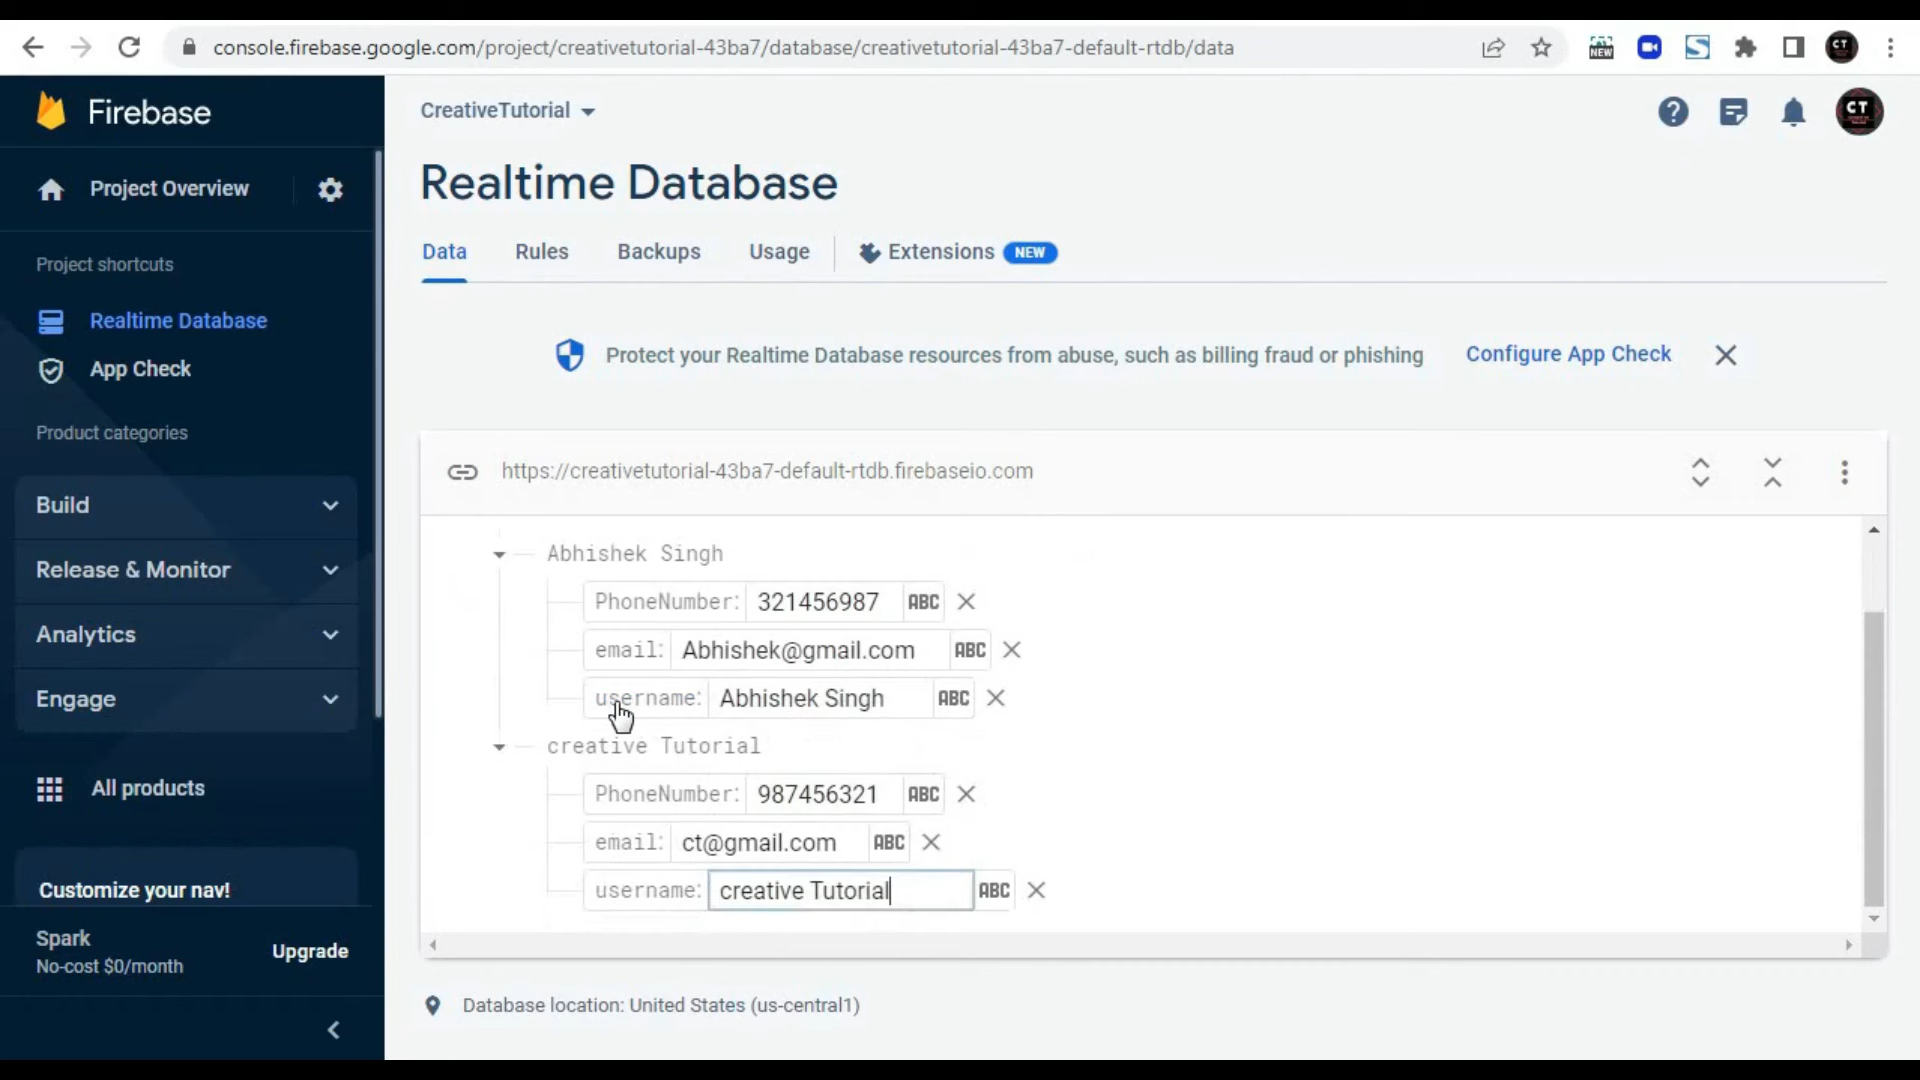 console.firebase.google.com/project/creativetutorial-43ba7/database/creativetutorial-43ba7-default-rtdb/data
NEW
S
CT
Firebase
CreativeTutorial
CT
Project Overview
Realtime Database
Project shortcuts
Data Rules Backups Usage Extensions NEW
Realtime Database
App Check
Protect your Realtime Database resources from abuse, such as billing fraud or phishing Configure App Check
Product categories
https://creativetutorial-43ba7-default-rtdb.firebaseio.com
Build
Release & Monitor
Analytics
Engage
All products
Abhishek Singh
PhoneNumber: 321456987 ABC
email: Abhishek@gmail.com ABC
username: Abhishek Singh ABC
creative Tutorial
PhoneNumber: 987456321 ABC
email: ct@gmail.com ABC
username: creative Tutorial ABC
Customize your nav!
Spark
No-cost $0/month
Upgrade
Database location: United States (us-central1)